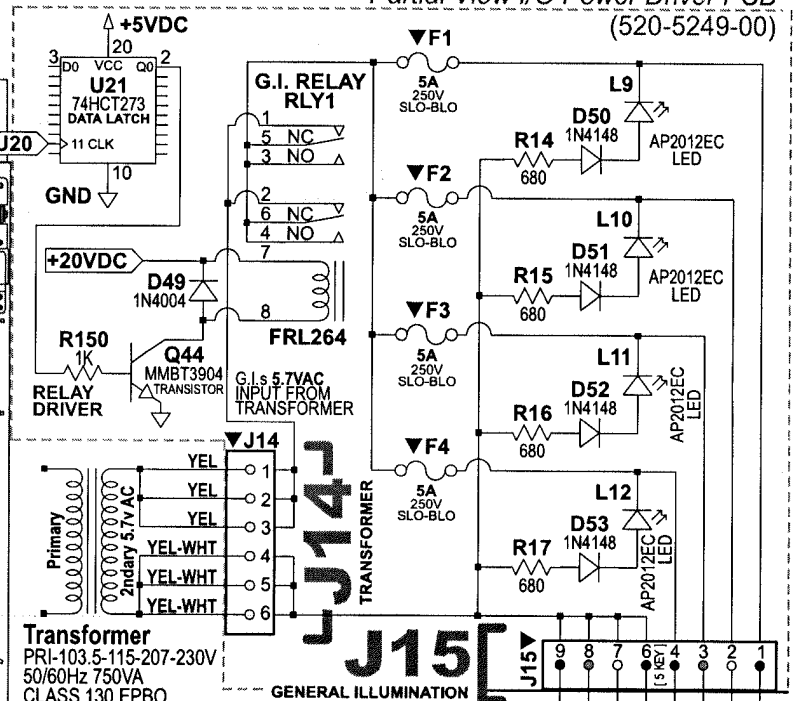 Partial View I/O Power Driver PCB
(520-5249-00)
+5VDC
20
3 D0 VCC Q0 2
U21
74HCT273
DATA LATCH
J20
11 CLK
10
GND
G.I. RELAY
RLY1
1
5 NC
3 NO
2
6 NC
4 NO
7
8
FRL264
+20VDC
D49
1N4004
R150
1K
RELAY
DRIVER
Q44
MMBT3904
TRANSISTOR
G.I.s 5.7VAC
INPUT FROM
TRANSFORMER
▼F1
5A
250V
SLO-BLO
L9
D50
1N4148
R14
680
AP2012EC
LED
▼F2
5A
250V
SLO-BLO
L10
D51
1N4148
R15
680
AP2012EC
LED
▼F3
5A
250V
SLO-BLO
L11
D52
1N4148
R16
680
AP2012EC
LED
▼F4
5A
250V
SLO-BLO
L12
D53
1N4148
R17
680
AP2012EC
LED
▼J14
YEL 1
YEL 2
YEL 3
YEL-WHT 4
YEL-WHT 5
YEL-WHT 6
Primary
2ndary 5.7v AC
J14
TRANSFORMER
Transformer
PRI-103.5-115-207-230V
50/60Hz 750VA
CLASS 130 EPBO
J15
GENERAL ILLUMINATION
J15▼
9 8 7 6 [5 KEY] 4 3 2 1